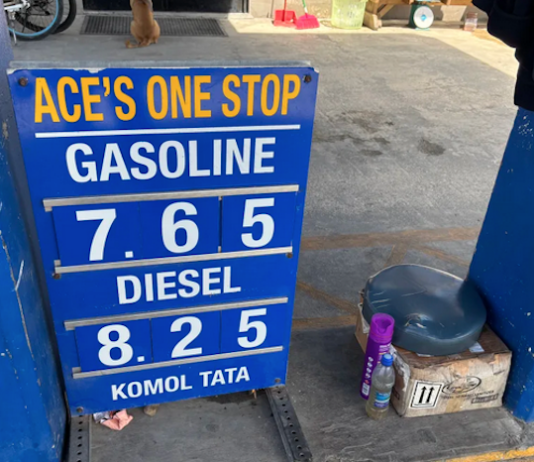 ACE'S ONE STOP
GASOLINE
7.65
DIESEL
8.25
KOMOL TATA